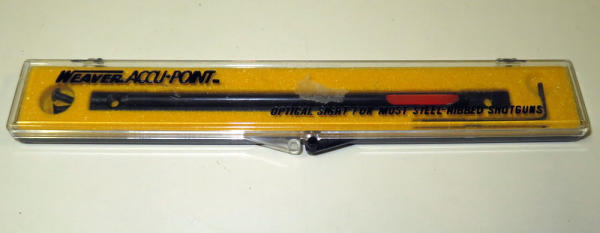 WEAVER ACCU-POINT
OPTICAL SIGHT FOR MOST STEEL-RIBBED SHOTGUNS